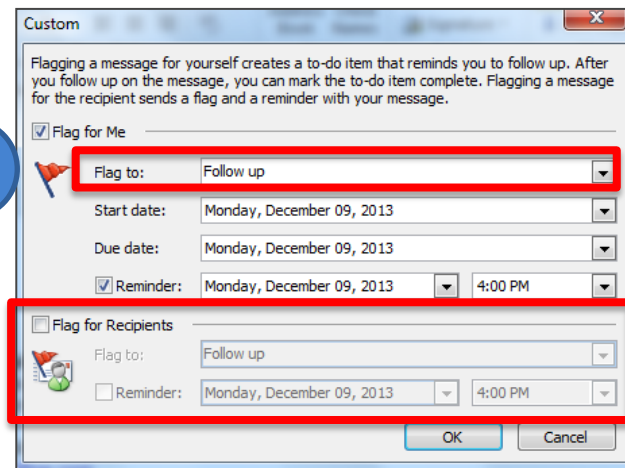 Custom
Flagging a message for yourself creates a to-do item that reminds you to follow up. After
you follow up on the message, you can mark the to-do item complete. Flagging a message
for the recipient sends a flag and a reminder with your message.
Flag for Me
Flag to: Follow up
Start date: Monday, December 09, 2013
Due date: Monday, December 09, 2013
Reminder: Monday, December 09, 2013 4:00 PM
Flag for Recipients
Flag to: Follow up
Reminder: Monday, December 09, 2013 4:00 PM
OK Cancel